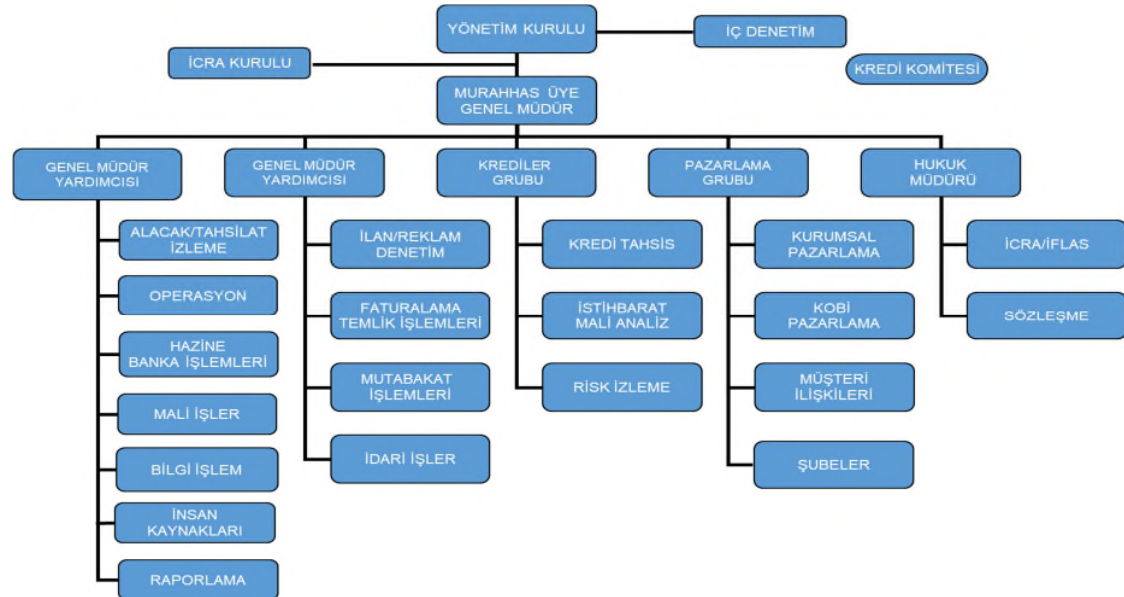 YÖNETİM KURULU
İÇ DENETİM
İCRA KURULU
KREDİ KOMİTESİ
MURAHHAS ÜYE
GENEL MÜDÜR
GENEL MÜDÜR
YARDIMCISI
GENEL MÜDÜR
YARDIMCISI
KREDİLER
GRUBU
PAZARLAMA
GRUBU
HUKUK
MÜDÜRÜ
ALACAK/TAHSİLAT
İZLEME
OPERASYON
HAZİNE
BANKA İŞLEMLERİ
MALİ İŞLER
BİLGİ İŞLEM
İNSAN
KAYNAKLARI
RAPORLAMA
İLAN/REKLAM
DENETİM
FATURALAMA
TEMLİK İŞLEMLERİ
MUTABAKAT
İŞLEMLERİ
İDARİ İŞLER
KREDİ TAHSİS
İSTİHBARAT
MALİ ANALİZ
RİSK İZLEME
KURUMSAL
PAZARLAMA
KOBİ
PAZARLAMA
MÜŞTERİ
İLİŞKİLERİ
ŞUBELER
İCRA/İFLAS
SÖZLEŞME